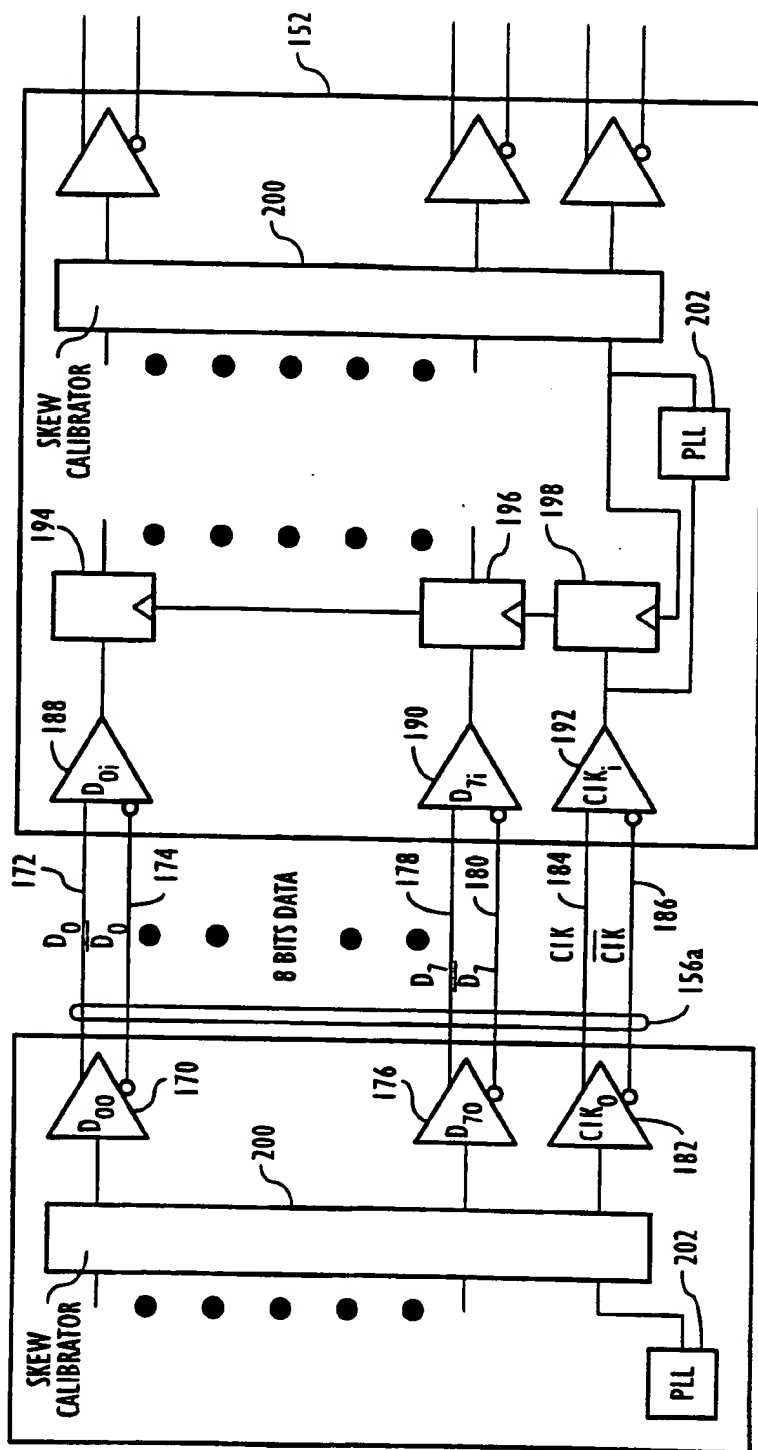 152
200
SKEW
CALIBRATOR
202
PLL
194
196
198
188
D0i
190
D7i
192
ClKi
172
D0
D0
174
8 BITS DATA
178
D7
D7
180
184
ClK
ClK
186
156a
D00
170
D70
176
ClK0
182
200
SKEW
CALIBRATOR
202
PLL